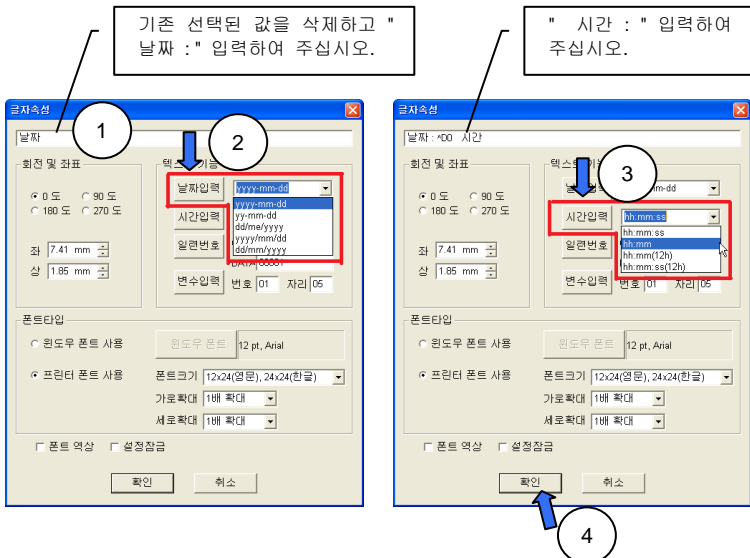 기존 선택된 값을 삭제하고 "
날짜 :" 입력하여 주십시오.
" 시간 : " 입력하여
주십시오.
글자속성
1
2
날짜
회전 및 좌표
0 도
90 도
180 도
270 도
좌 7.41 mm
상 1.85 mm
날짜입력 yyyy-mm-dd
yyyy-mm-dd
yy-mm-dd
dd/me/yyyy
yyyy/mm/dd
dd/mm/yyyy
시간입력
일련번호
변수입력 번호 01 자리 05
폰트타입
윈도우 폰트 사용
윈도우 폰트 12 pt, Arial
프린터 폰트 사용
폰트크기 12x24(영문), 24x24(한글)
가로확대 1배 확대
세로확대 1배 확대
폰트 역상
설정잠금
확인
취소
글자속성
날짜 : ^D0 시간
3
회전 및 좌표
0 도
90 도
180 도
270 도
좌 7.41 mm
상 1.85 mm
시간입력 hh:mm:ss
hh:mm:ss
hh:mm
hh:mm(12h)
hh:mm:ss(12h)
일련번호
변수입력 번호 01 자리 05
폰트타입
윈도우 폰트 사용
윈도우 폰트 12 pt, Arial
프린터 폰트 사용
폰트크기 12x24(영문), 24x24(한글)
가로확대 1배 확대
세로확대 1배 확대
폰트 역상
설정잠금
확인
취소
4